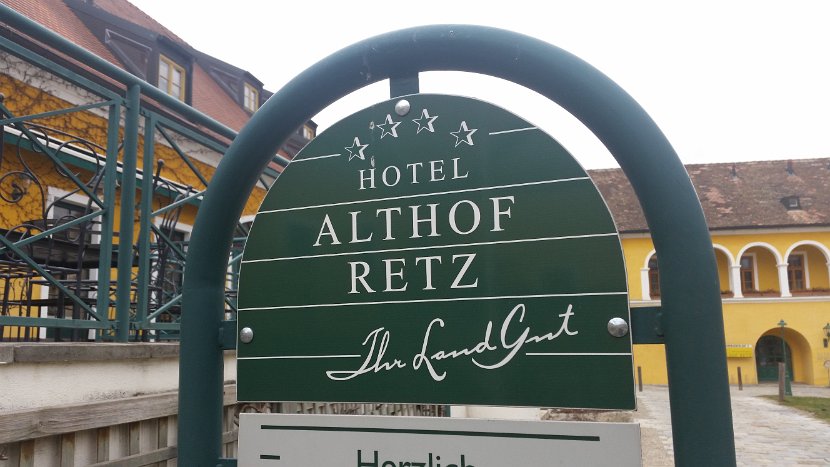 HOTEL
ALTHOF
RETZ
Ihr LandGut
Herzlich